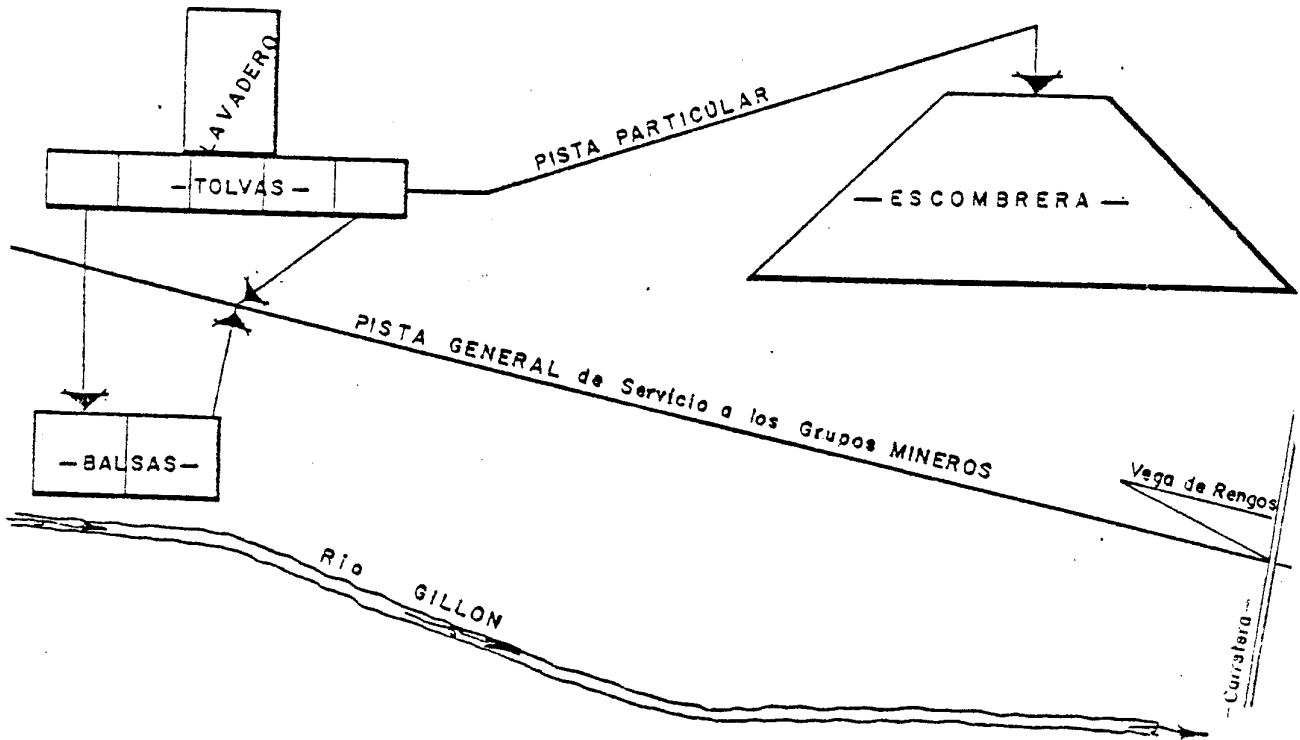 LAVADERO
PISTA PARTICULAR
—TOLVAS—
—ESCOMBRERA—
PISTA GENERAL de Servicio a los Grupos MINEROS
—BALSAS—
Vega de Rengos
Río GILLON
-Carretera-